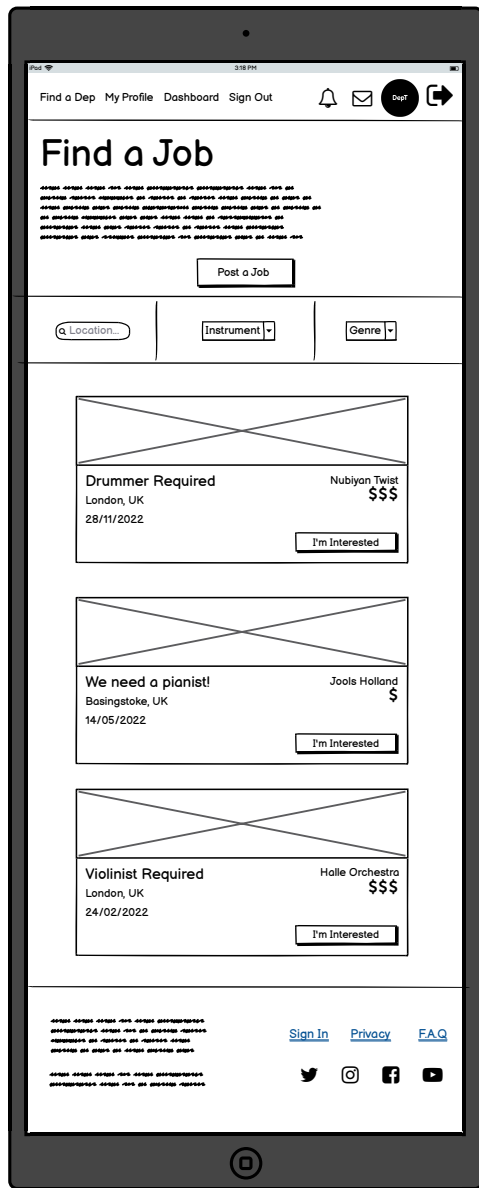 iPod 3:18 PM
Find a Dep My Profile Dashboard Sign Out DepT
Find a Job
Post a Job
Location... Instrument Genre
Drummer Required Nubiyan Twist
London, UK $$$
28/11/2022
I'm Interested
We need a pianist! Jools Holland
Basingstoke, UK $
14/05/2022
I'm Interested
Violinist Required Halle Orchestra
London, UK $$$
24/02/2022
I'm Interested
Sign In Privacy F.A.Q